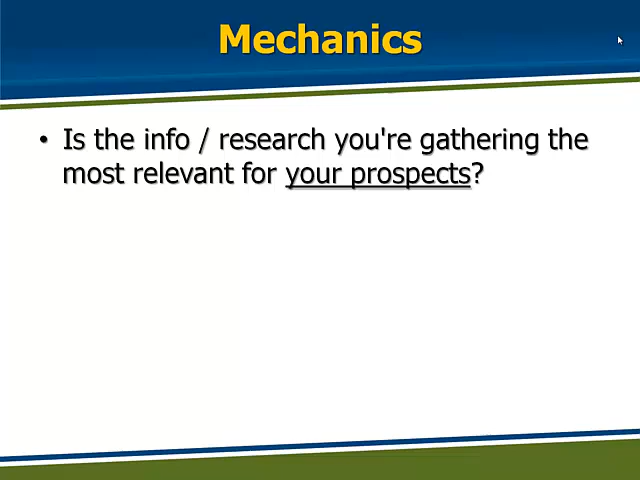 Mechanics
• Is the info / research you're gathering the
most relevant for your prospects?